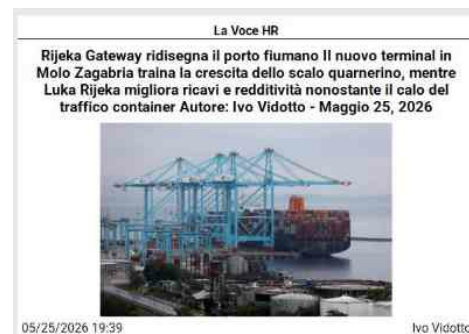 La Voce HR
Rijeka Gateway ridisegna il porto fiumano Il nuovo terminal in
Molo Zagabria traina la crescita dello scalo quarnerino, mentre
Luka Rijeka migliora ricavi e redditività nonostante il calo del
traffico container Autore: Ivo Vidotto - Maggio 25, 2026
05/25/2026 19:39
Ivo Vidotto